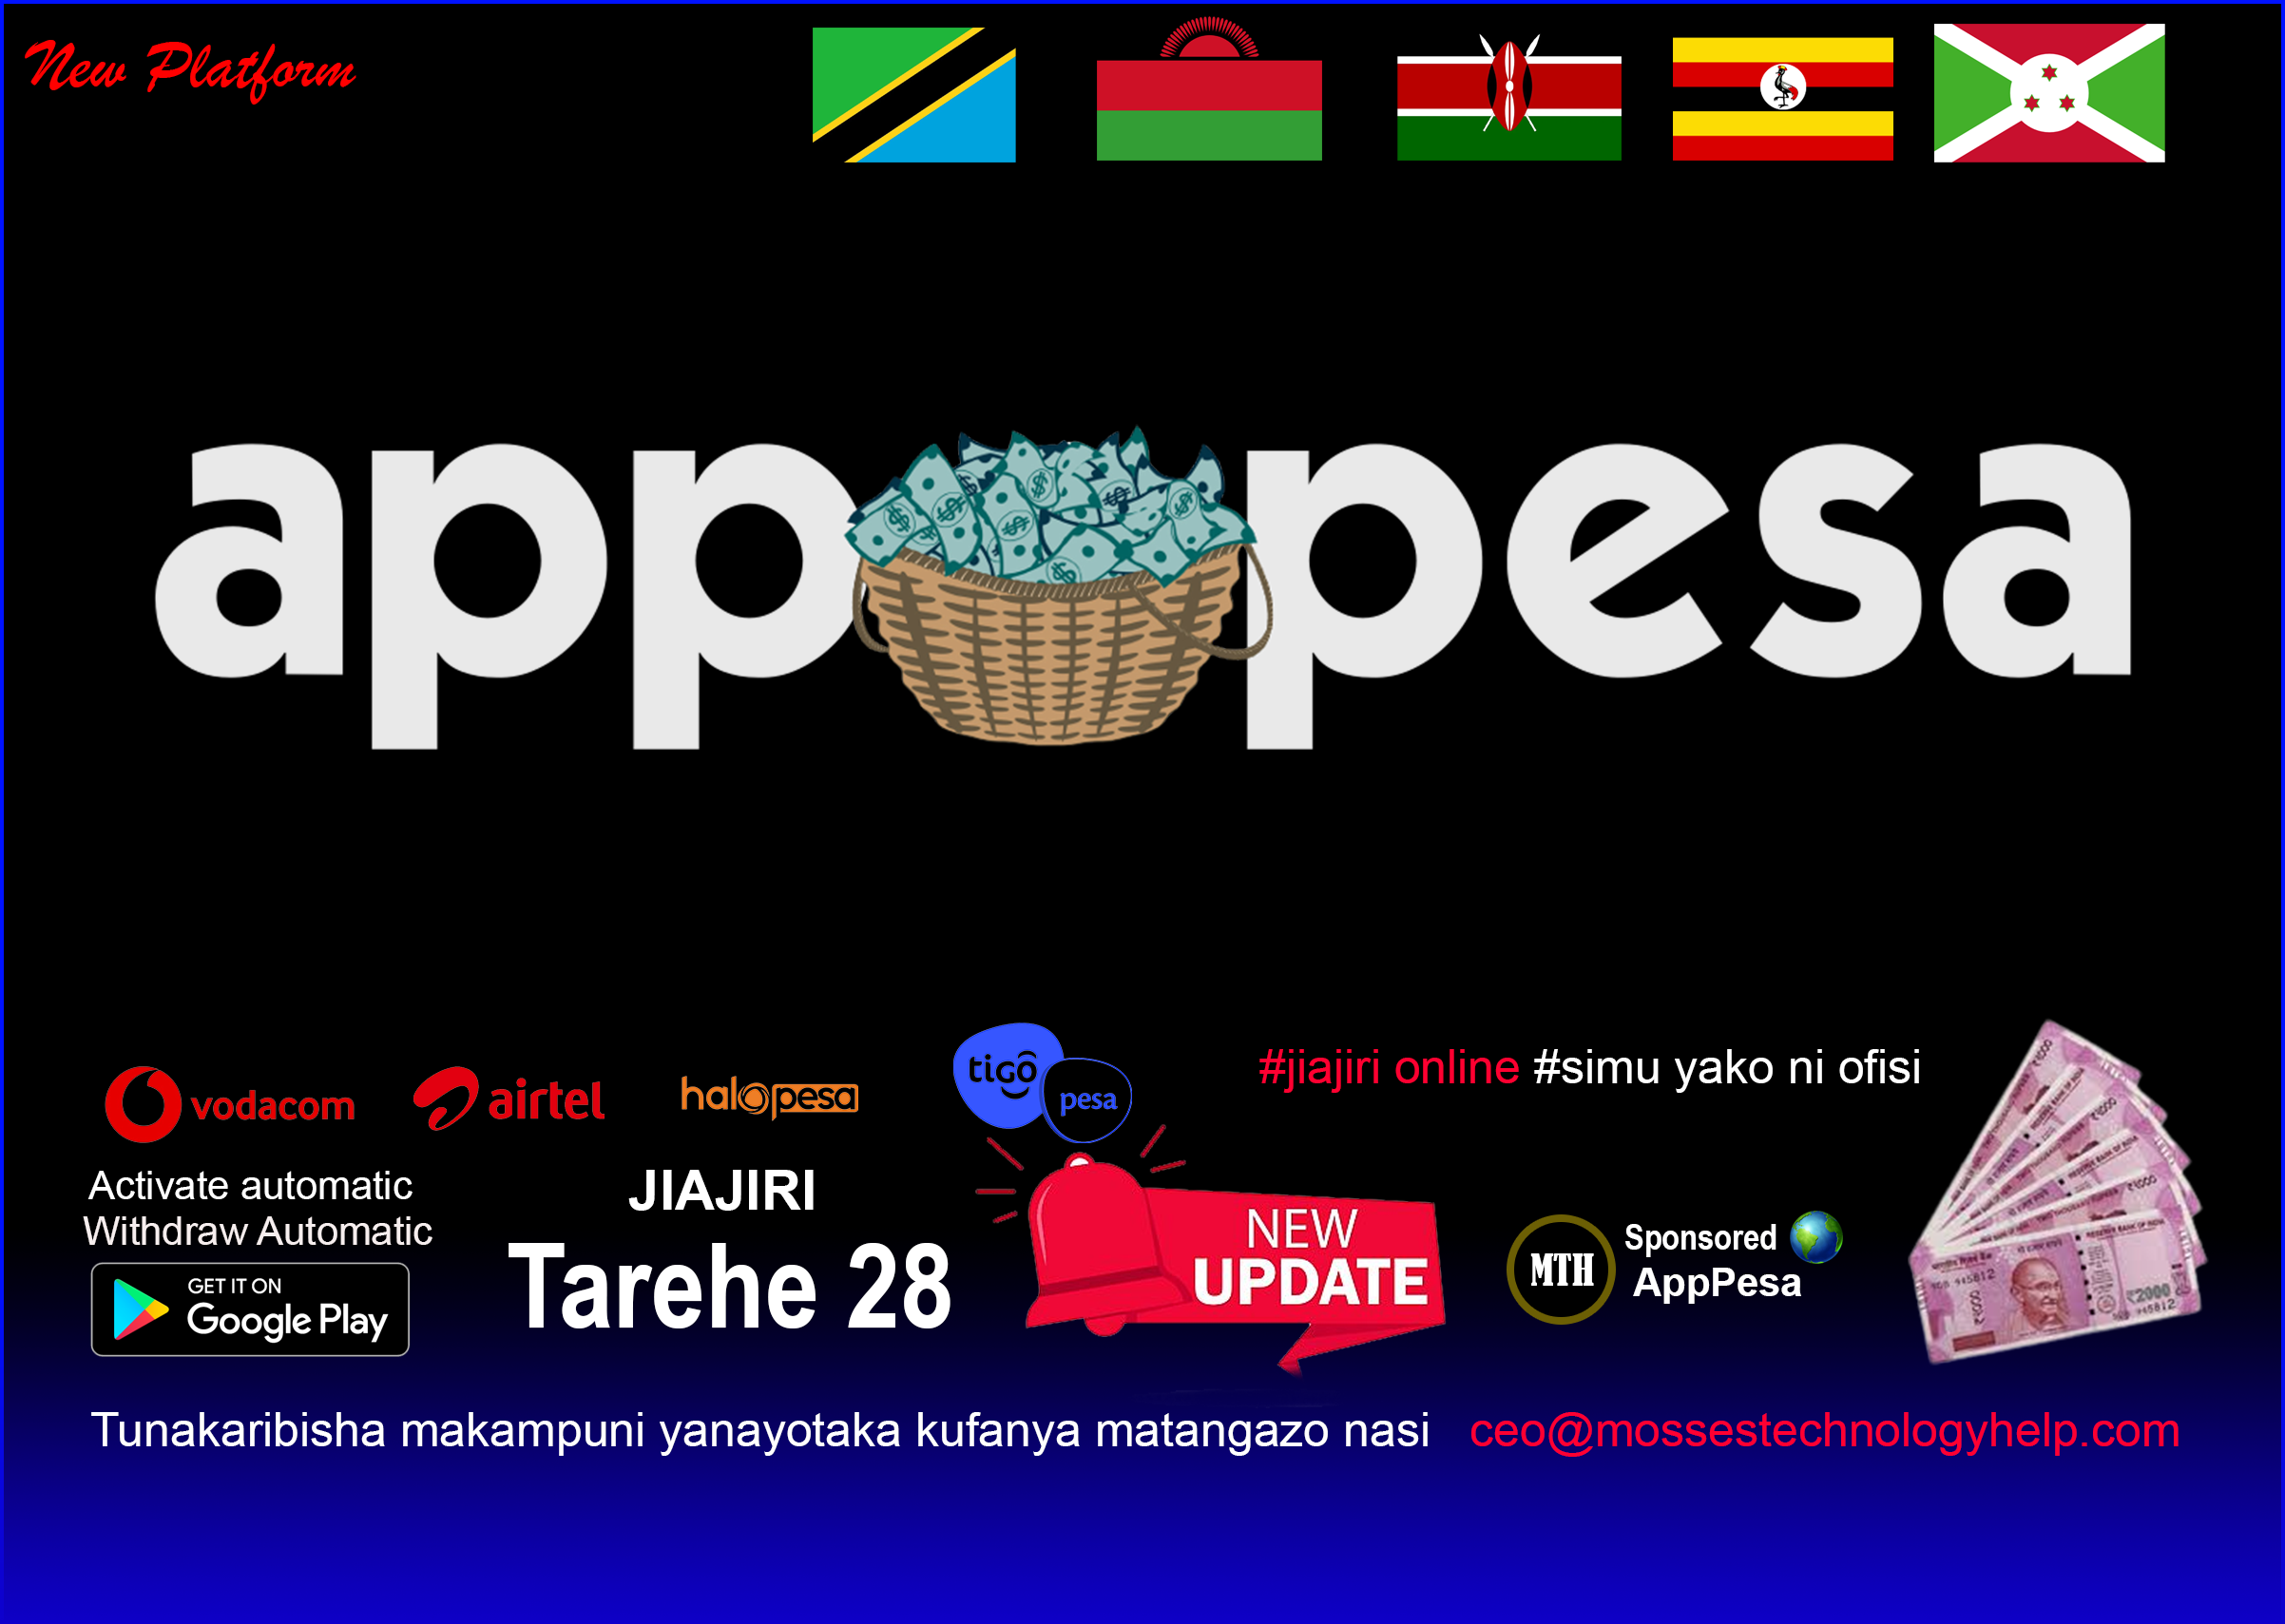 New Platform
app pesa
vodacom
airtel
halopesa
tigo
pesa
#jiajiri online #simu yako ni ofisi
Activate automatic
Withdraw Automatic
GET IT ON
Google Play
JIAJIRI
Tarehe 28
NEW
UPDATE
MTH
Sponsored
AppPesa
₹2000
Tunakaribisha makampuni yanayotaka kufanya matangazo nasi ceo@mossestechnologyhelp.com